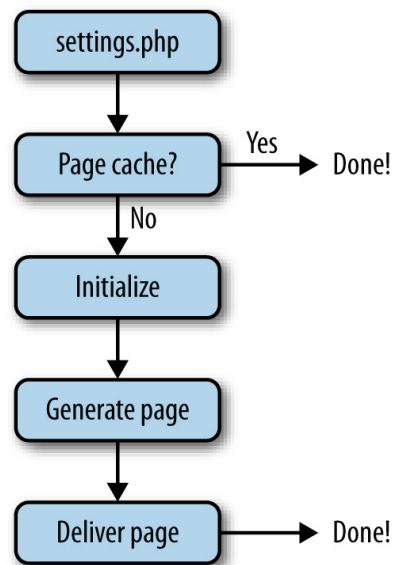 settings.php
Page cache?
Yes
Done!
No
Initialize
Generate page
Deliver page
Done!